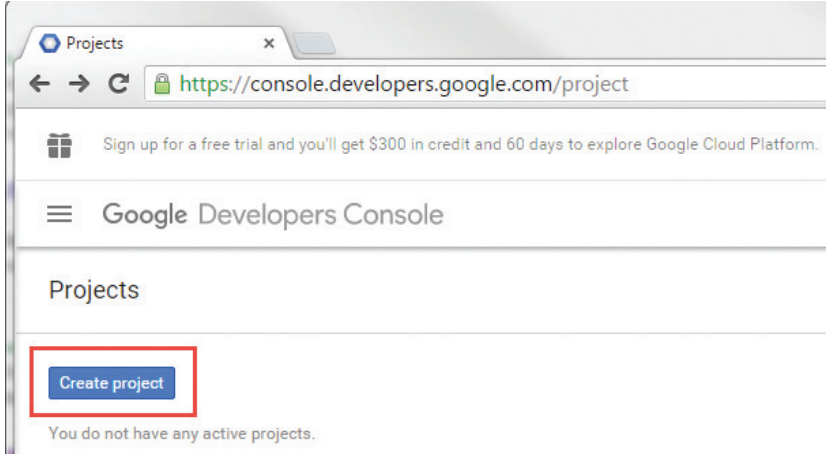 Projects
https://console.developers.google.com/project
Sign up for a free trial and you'll get $300 in credit and 60 days to explore Google Cloud Platform.
Google Developers Console
Projects
Create project
You do not have any active projects.